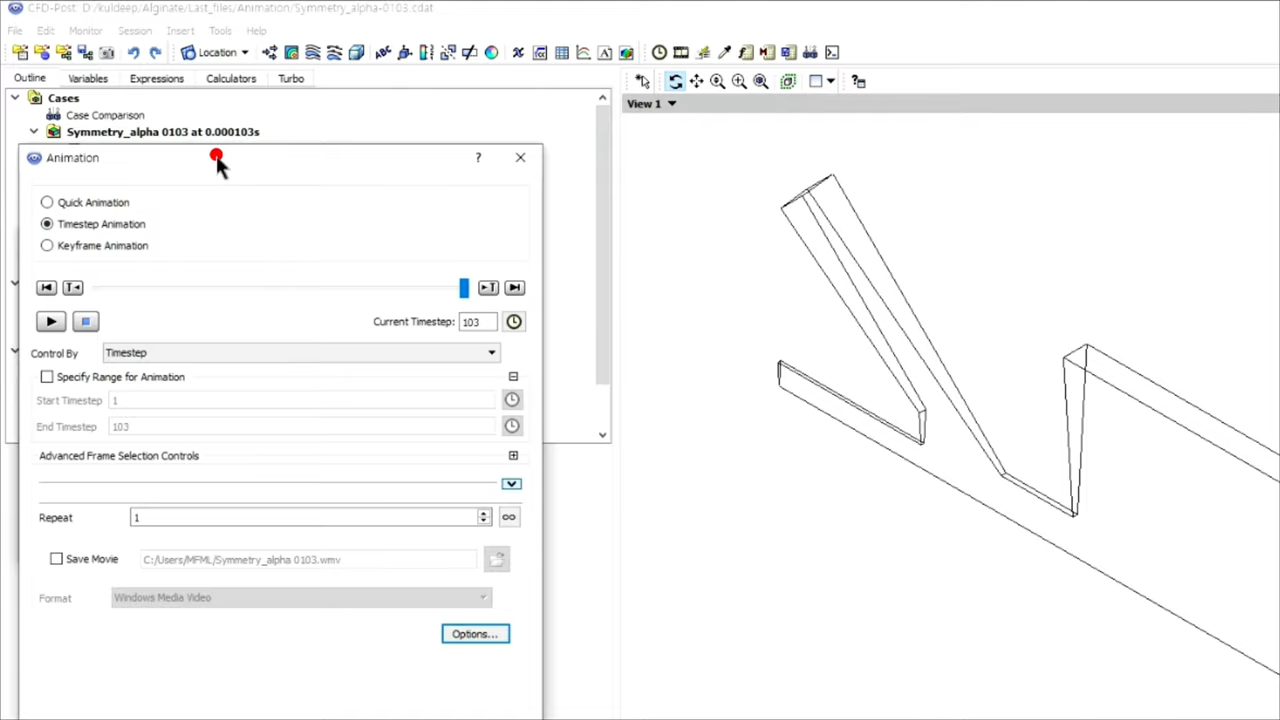 CFD-Post: D:/kuldeep/Alginate/Last_files/Animation/Symmetry_alpha-0103.cdat
File Edit Monitor Session Insert Tools Help
Location
Outline Variables Expressions Calculators Turbo
Cases
Case Comparison
Symmetry_alpha 0103 at 0.000103s
View 1
Animation
?
Quick Animation
Timestep Animation
Keyframe Animation
Current Timestep: 103
Control By Timestep
Specify Range for Animation
Start Timestep 1
End Timestep 103
Advanced Frame Selection Controls
Repeat 1
Save Movie C:/Users/MFML/Symmetry_alpha 0103.wmv
Format Windows Media Video
Options...